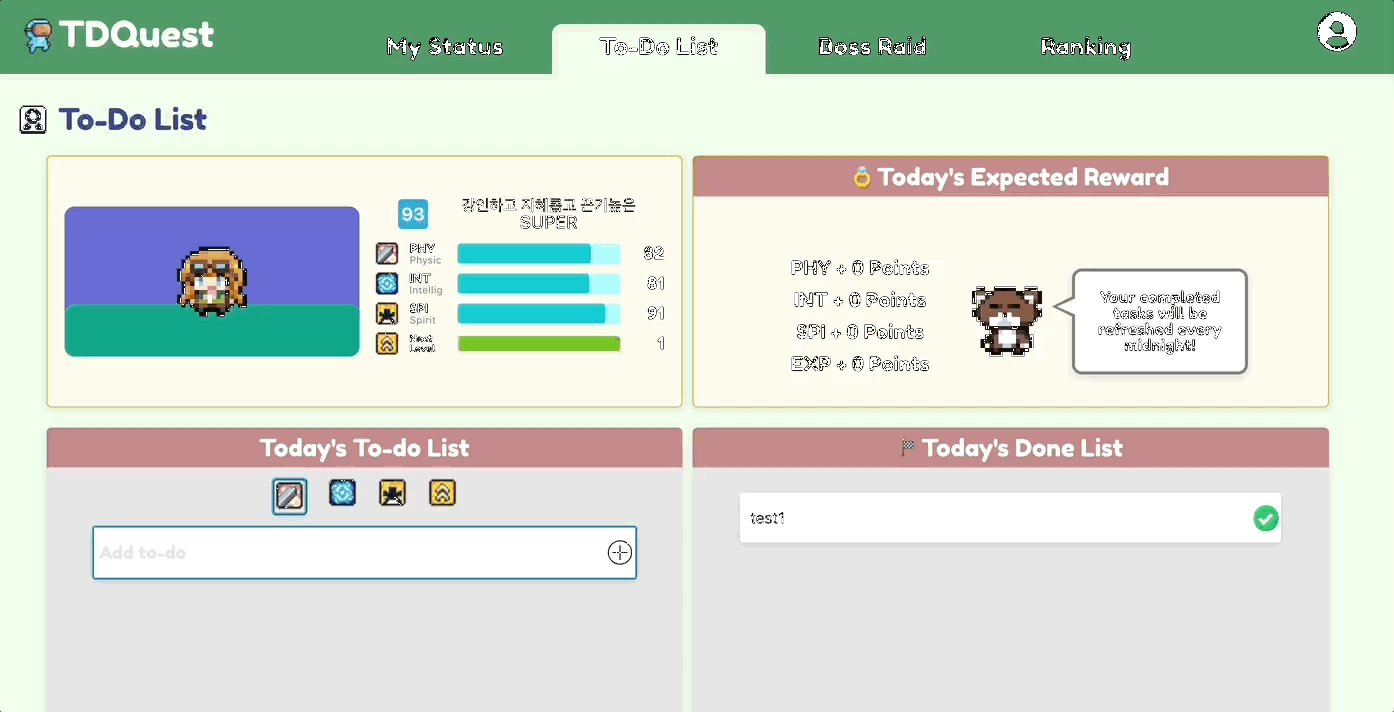 TDQuest
My Status
To-Do List
Boss Raid
Ranking
To-Do List
93
강인하고 지혜롭고 끈기높은
SUPER
PHY
Physic
82
INT
Intellig
81
SPI
Spirit
91
Next
Level
1
Today's Expected Reward
PHY + 0 Points
INT + 0 Points
SPI + 0 Points
EXP + 0 Points
Your completed
tasks will be
refreshed every
midnight!
Today's To-do List
Add to-do
Today's Done List
test1